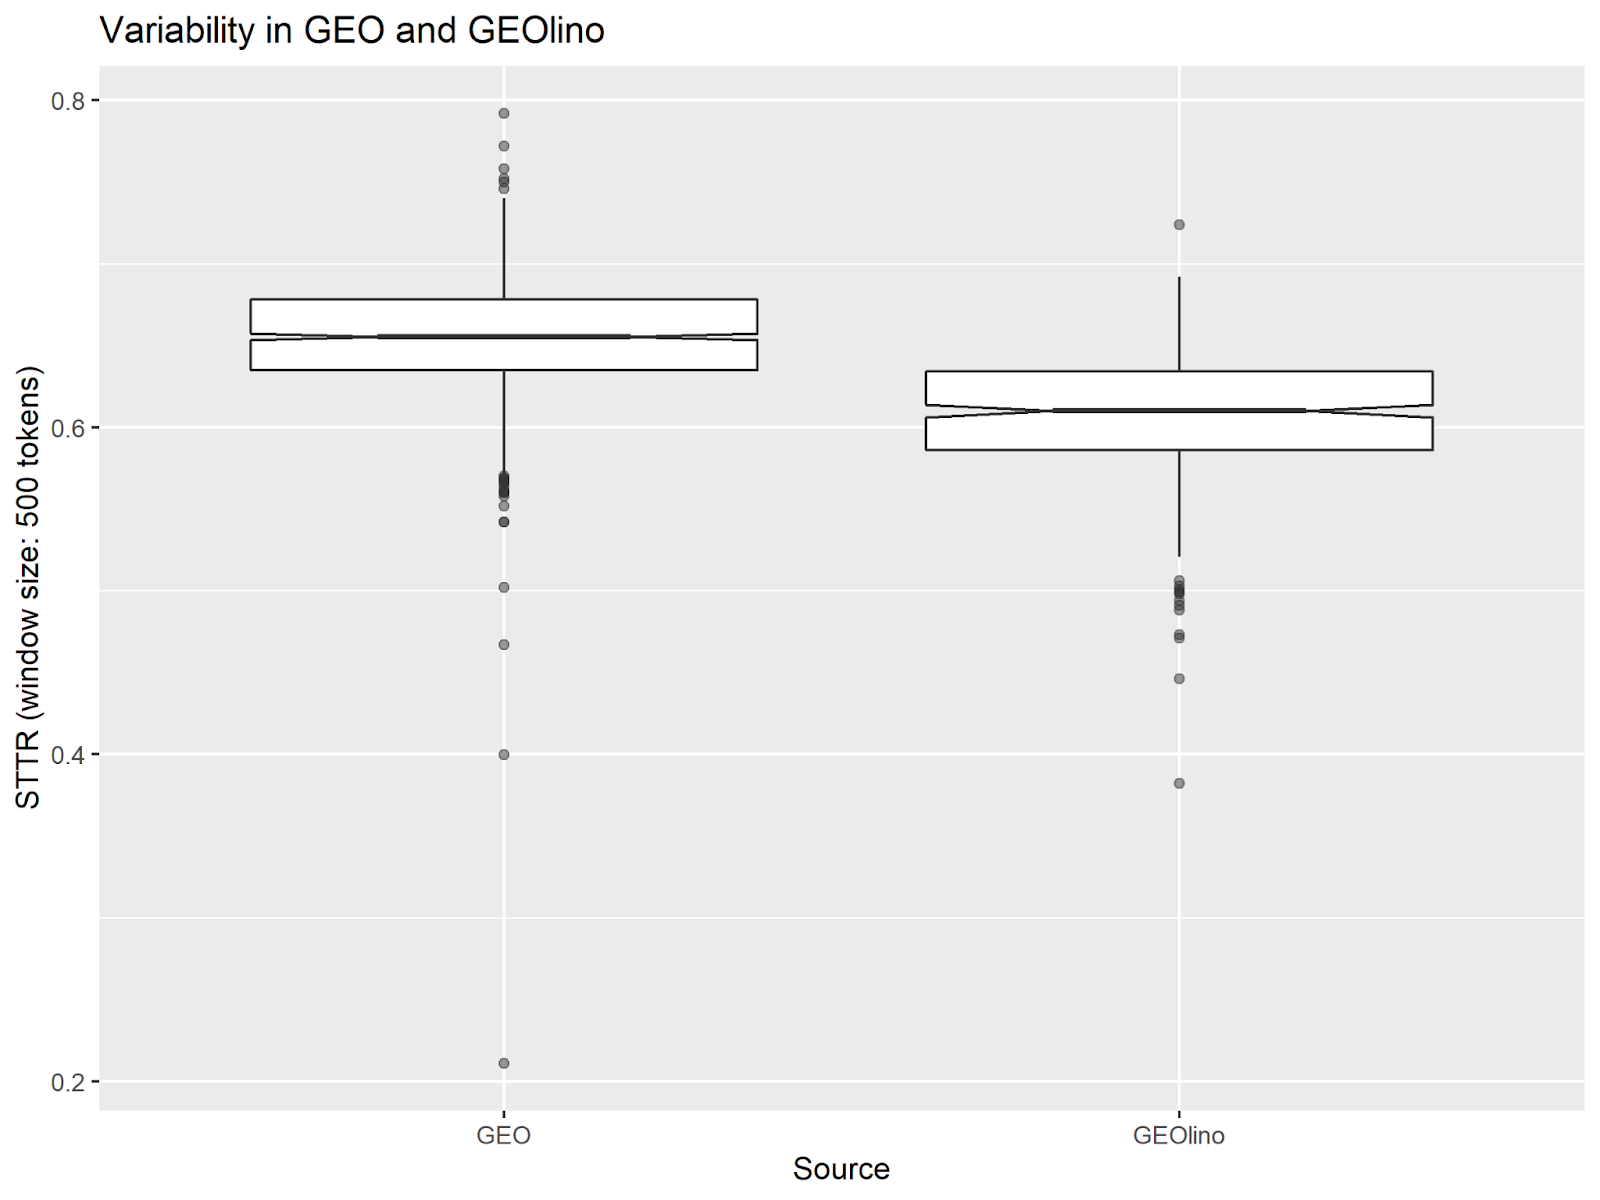 Variability in GEO and GEOlino
STTR (window size: 500 tokens)
0.8
0.6
0.4
0.2
GEO
GEOlino
Source